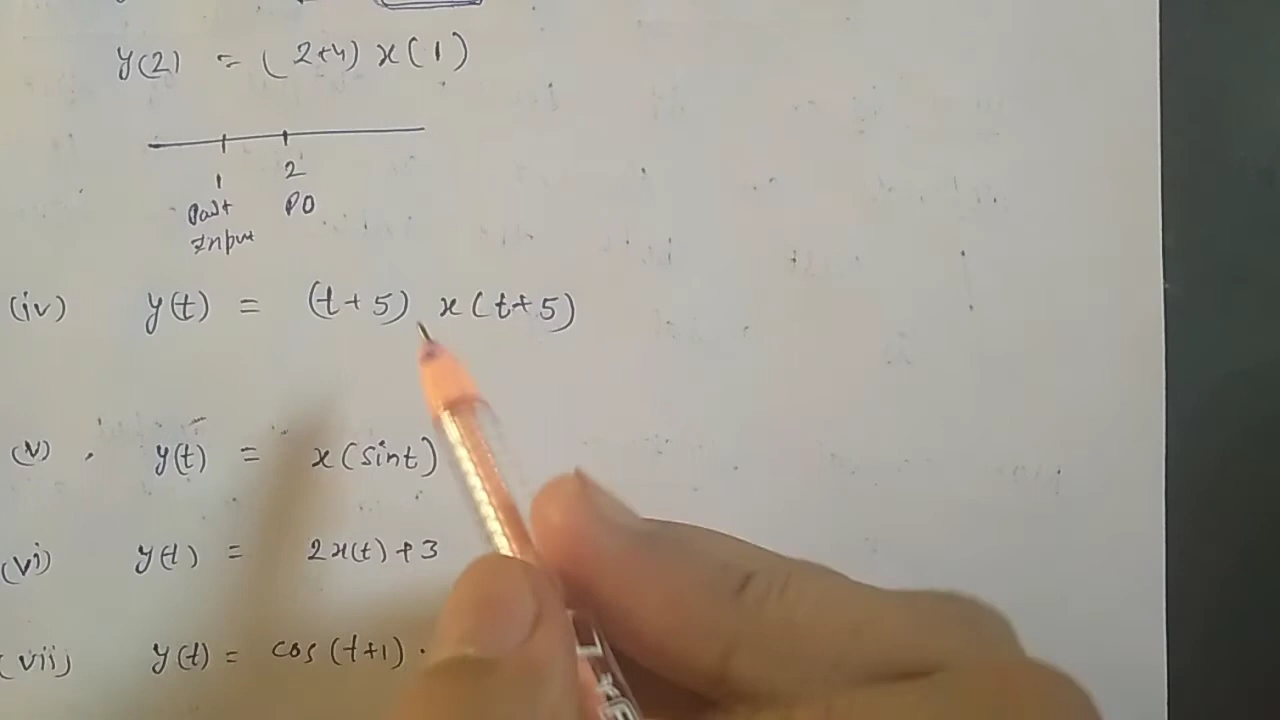 y(2) = (2+4) x(1)
1 2
Past PO
Input
(iv) y(t) = (t+5) x(t+5)
(v) . y(t) = x(sint)
(vi) y(t) = 2x(t)+3
(vii) y(t) = cos(t+1) .